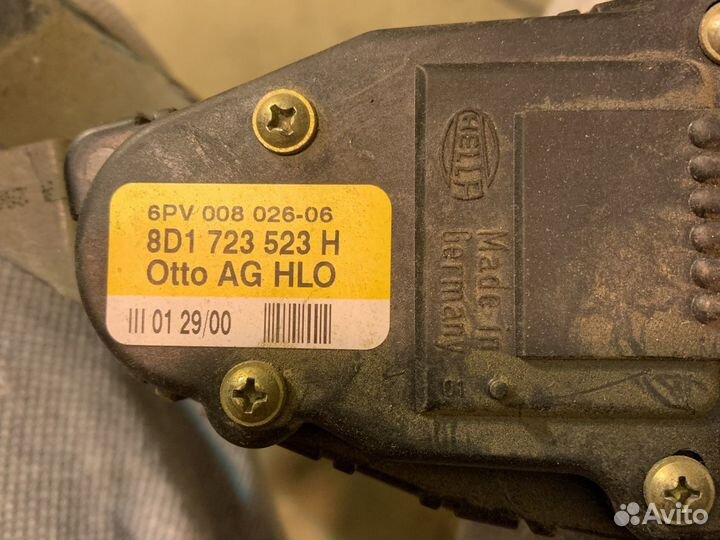 6PV 008 026-06
8D1 723 523 H
Otto AG HLO
III 01 29/00
HELLA
Made in
Germany 5
Avito